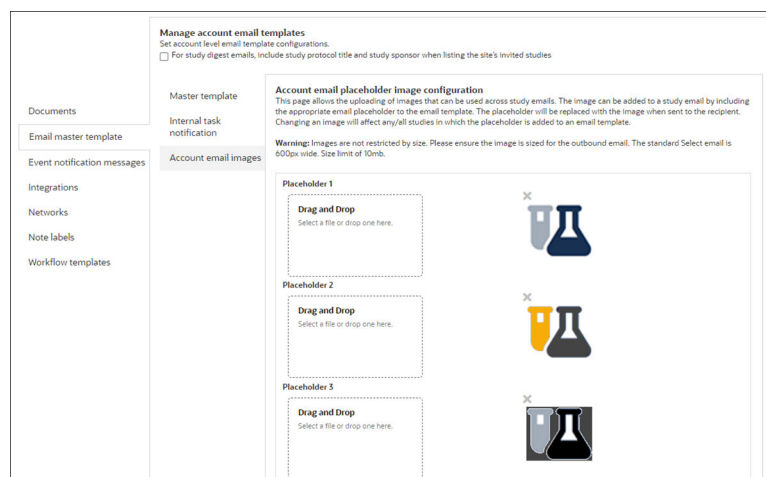 Manage account email templates
Set account level email template configurations.
For study digest emails, include study protocol title and study sponsor when listing the site's invited studies
Documents
Email master template
Event notification messages
Integrations
Networks
Note labels
Workflow templates
Master template
Internal task
notification
Account email images
Account email placeholder image configuration
This page allows the uploading of images that can be used across study emails. The image can be added to a study email by including
the appropriate email placeholder to the email template. The placeholder will be replaced with the image when sent to the recipient.
Changing an image will affect any/all studies in which the placeholder is added to an email template.
Warning: Images are not restricted by size. Please ensure the image is sized for the outbound email. The standard Select email is
600px wide. Size limit of 10mb.
Placeholder 1
Drag and Drop
Select a file or drop one here.
Placeholder 2
Drag and Drop
Select a file or drop one here.
Placeholder 3
Drag and Drop
Select a file or drop one here.